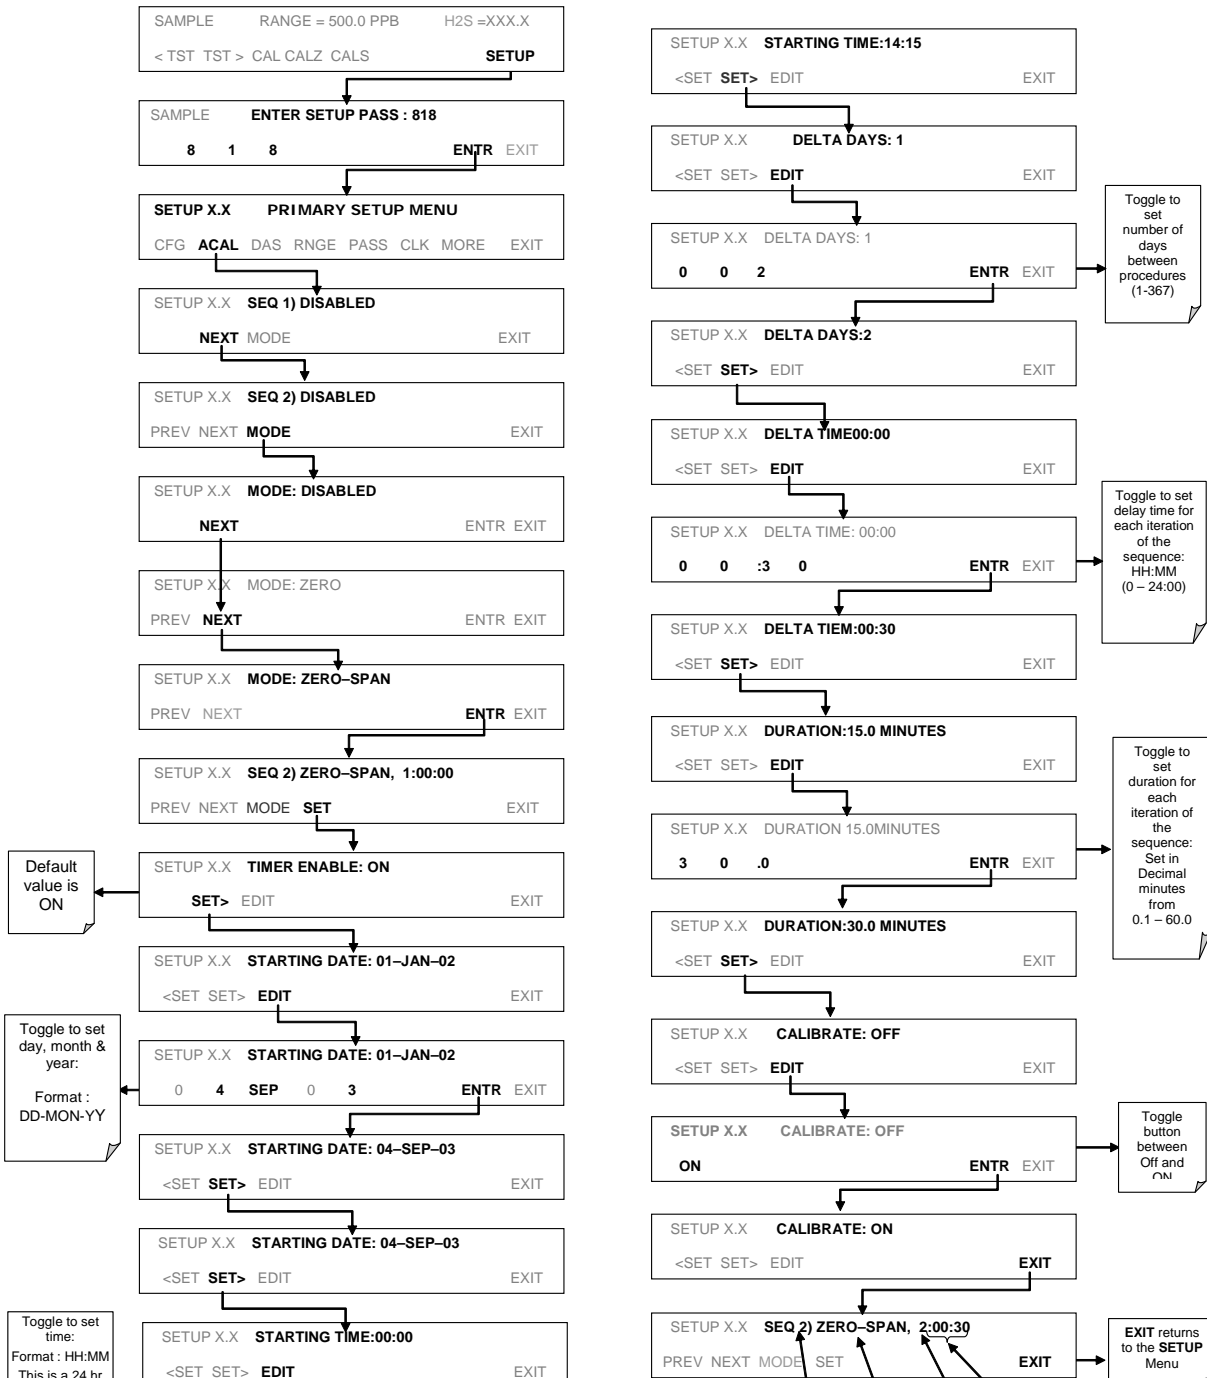 SAMPLE RANGE = 500.0 PPB H2S =XXX.X
< TST TST > CAL CALZ CALS SETUP
SAMPLE ENTER SETUP PASS : 818
8 1 8 ENTR EXIT
SETUP X.X PRIMARY SETUP MENU
CFG ACAL DAS RNGE PASS CLK MORE EXIT
SETUP X.X SEQ 1) DISABLED
NEXT MODE EXIT
SETUP X.X SEQ 2) DISABLED
PREV NEXT MODE EXIT
SETUP X.X MODE: DISABLED
NEXT ENTR EXIT
SETUP X.X MODE: ZERO
PREV NEXT ENTR EXIT
SETUP X.X MODE: ZERO–SPAN
PREV NEXT ENTR EXIT
SETUP X.X SEQ 2) ZERO–SPAN, 1:00:00
PREV NEXT MODE SET EXIT
Default
value is
ON
SETUP X.X TIMER ENABLE: ON
SET> EDIT EXIT
SETUP X.X STARTING DATE: 01–JAN–02
<SET SET> EDIT EXIT
Toggle to set
day, month &
year:
Format :
DD-MON-YY
SETUP X.X STARTING DATE: 01–JAN–02
0 4 SEP 0 3 ENTR EXIT
SETUP X.X STARTING DATE: 04–SEP–03
<SET SET> EDIT EXIT
SETUP X.X STARTING DATE: 04–SEP–03
<SET SET> EDIT EXIT
Toggle to set
time:
Format : HH:MM
This is a 24 hr
SETUP X.X STARTING TIME:00:00
<SET SET> EDIT EXIT
SETUP X.X STARTING TIME:14:15
<SET SET> EDIT EXIT
SETUP X.X DELTA DAYS: 1
<SET SET> EDIT EXIT
SETUP X.X DELTA DAYS: 1
0 0 2 ENTR EXIT
Toggle to
set
number of
days
between
procedures
(1-367)
SETUP X.X DELTA DAYS:2
<SET SET> EDIT EXIT
SETUP X.X DELTA TIME00:00
<SET SET> EDIT EXIT
SETUP X.X DELTA TIME: 00:00
0 0 :3 0 ENTR EXIT
Toggle to set
delay time for
each iteration
of the
sequence:
HH:MM
(0 – 24:00)
SETUP X.X DELTA TIEM:00:30
<SET SET> EDIT EXIT
SETUP X.X DURATION:15.0 MINUTES
<SET SET> EDIT EXIT
SETUP X.X DURATION 15.0MINUTES
3 0 .0 ENTR EXIT
Toggle to
set
duration for
each
iteration of
the
sequence:
Set in
Decimal
minutes
from
0.1 – 60.0
SETUP X.X DURATION:30.0 MINUTES
<SET SET> EDIT EXIT
SETUP X.X CALIBRATE: OFF
<SET SET> EDIT EXIT
SETUP X.X CALIBRATE: OFF
ON ENTR EXIT
Toggle
button
between
Off and
ON
SETUP X.X CALIBRATE: ON
<SET SET> EDIT EXIT
SETUP X.X SEQ 2) ZERO–SPAN, 2:00:30
PREV NEXT MODE SET EXIT
EXIT returns
to the SETUP
Menu